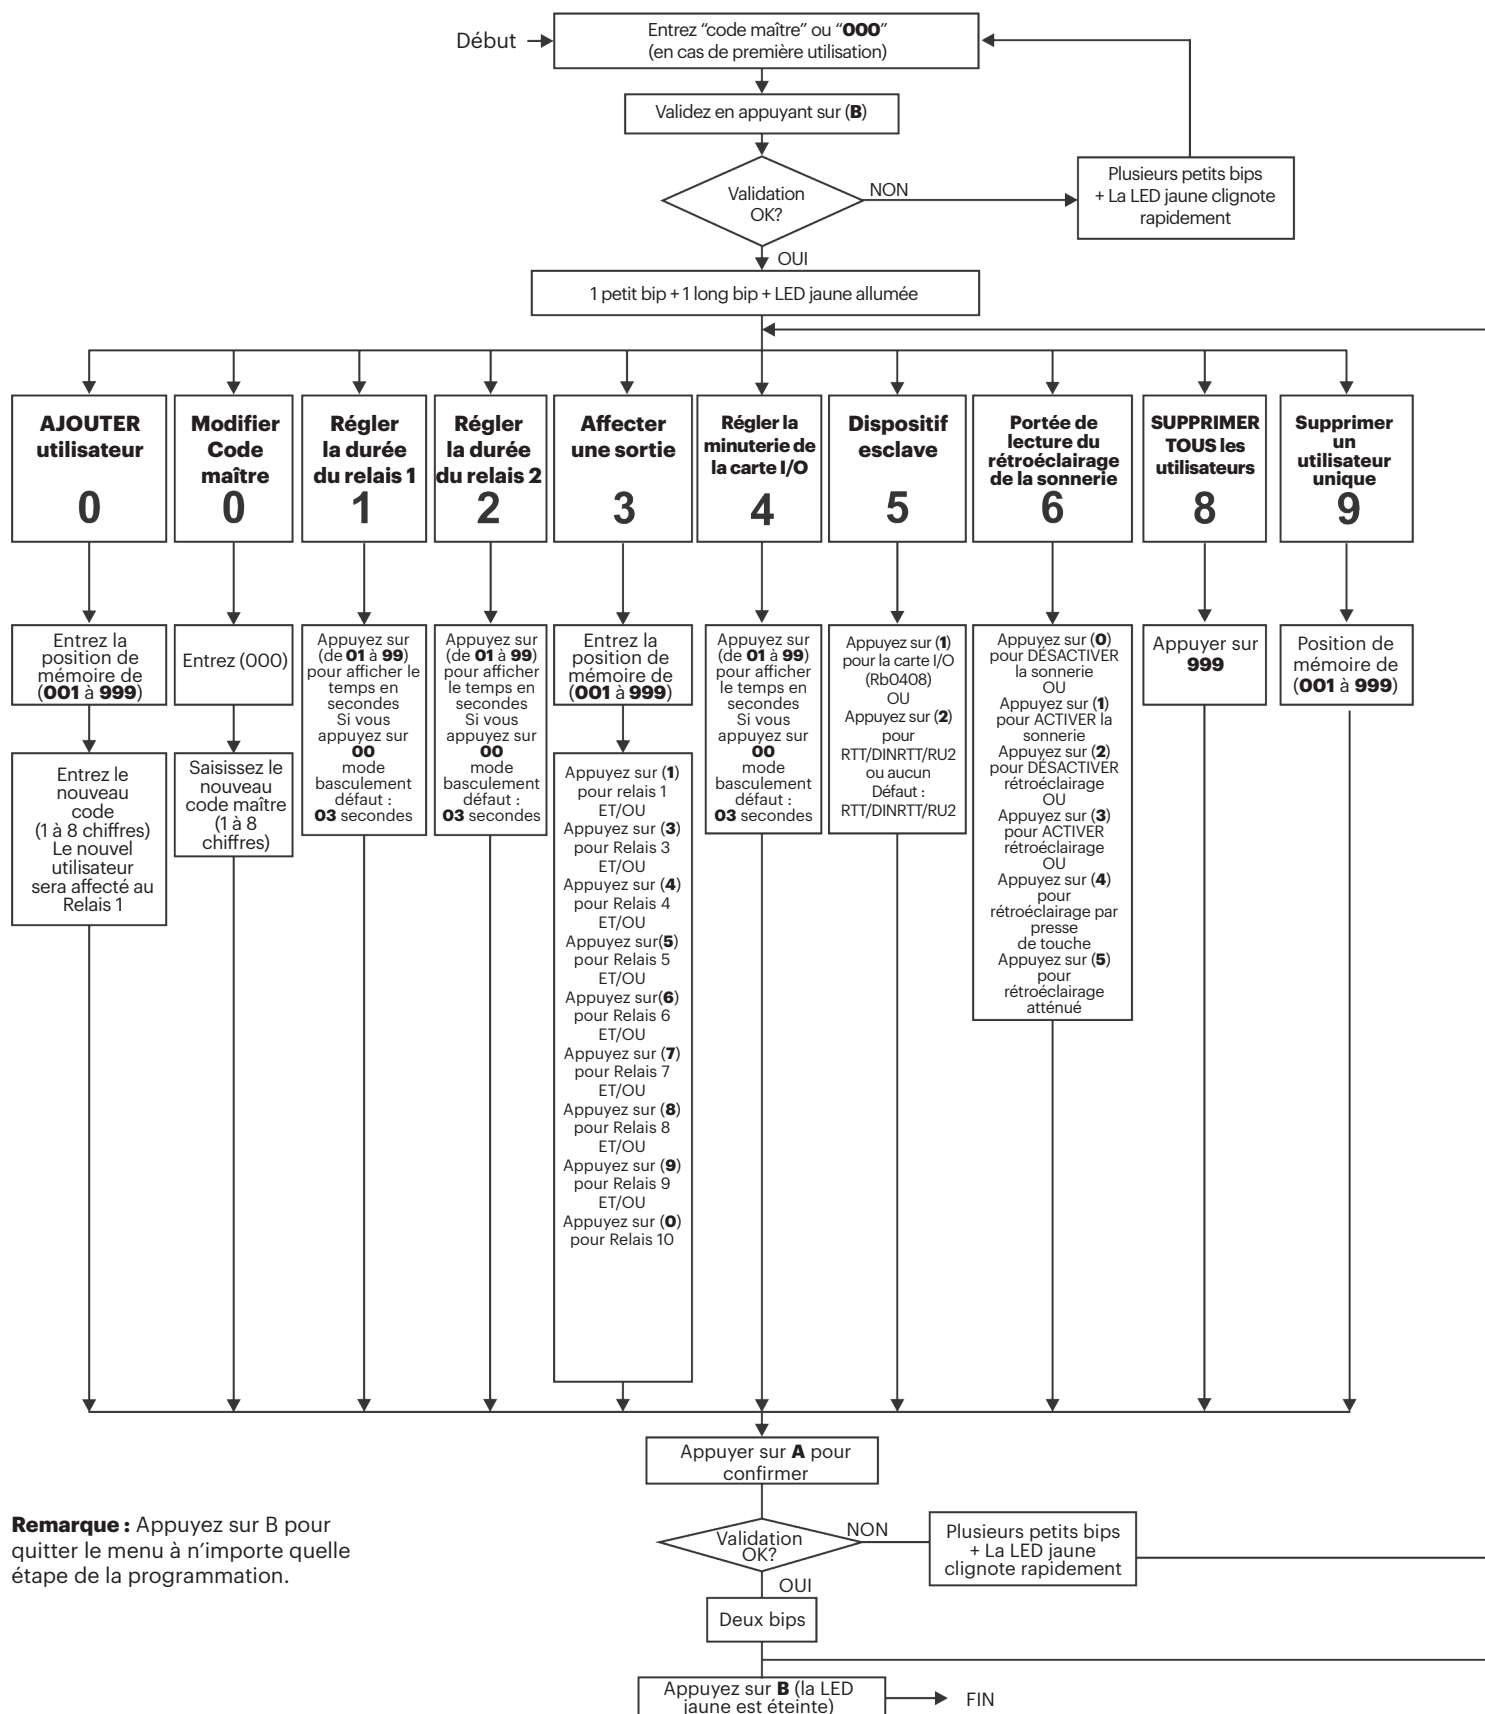 Début
Entrez “code maître” ou “000”
(en cas de première utilisation)
Validez en appuyant sur (B)
Validation
OK?
NON
Plusieurs petits bips
+ La LED jaune clignote
rapidement
OUI
1 petit bip + 1 long bip + LED jaune allumée
AJOUTER
utilisateur
0
Modifier
Code
maître
0
Régler
la durée
du relais 1
1
Régler
la durée
du relais 2
2
Affecter
une sortie
3
Régler la
minuterie de
la carte I/O
4
Dispositif
esclave
5
Portée de
lecture du
rétroéclairage
de la sonnerie
6
SUPPRIMER
TOUS les
utilisateurs
8
Supprimer
un
utilisateur
unique
9
Entrez la
position de
mémoire de
(001 à 999)
Entrez le
nouveau
code
(1 à 8 chiffres)
Le nouvel
utilisateur
sera affecté au
Relais 1
Entrez (000)
Saisissez le
nouveau
code maître
(1 à 8
chiffres)
Appuyez sur
(de 01 à 99)
pour afficher le
temps en
secondes
Si vous
appuyez sur
00
mode
basculement
défaut :
03 secondes
Appuyez sur
(de 01 à 99)
pour afficher
le temps en
secondes
Si vous
appuyez sur
00
mode
basculement
défaut :
03 secondes
Entrez la
position de
mémoire de
(001 à 999)
Appuyez sur (1)
pour relais 1
ET/OU
Appuyez sur (3)
pour Relais 3
ET/OU
Appuyez sur (4)
pour Relais 4
ET/OU
Appuyez sur(5)
pour Relais 5
ET/OU
Appuyez sur(6)
pour Relais 6
ET/OU
Appuyez sur (7)
pour Relais 7
ET/OU
Appuyez sur (8)
pour Relais 8
ET/OU
Appuyez sur (9)
pour Relais 9
ET/OU
Appuyez sur (0)
pour Relais 10
Appuyez sur
(de 01 à 99)
pour afficher
le temps en
secondes
Si vous
appuyez sur
00
mode
basculement
défaut :
03 secondes
Appuyez sur (1)
pour la carte I/O
(Rb0408)
OU
Appuyez sur (2)
pour
RTT/DINRTT/RU2
ou aucun
Défaut :
RTT/DINRTT/RU2
Appuyez sur (0)
pour DÉSACTIVER
la sonnerie
OU
Appuyez sur (1)
pour ACTIVER la
sonnerie
Appuyez sur (2)
pour DÉSACTIVER
rétroéclairage
OU
Appuyez sur (3)
pour ACTIVER
rétroéclairage
OU
Appuyez sur (4)
pour
rétroéclairage par
presse
de touche
Appuyez sur (5)
pour
rétroéclairage
atténué
Appuyer sur
999
Position de
mémoire de
(001 à 999)
Appuyer sur A pour
confirmer
Validation
OK?
NON
Plusieurs petits bips
+ La LED jaune
clignote rapidement
OUI
Deux bips
Appuyez sur B (la LED
jaune est éteinte)
FIN
Remarque : Appuyez sur B pour
quitter le menu à n’importe quelle
étape de la programmation.